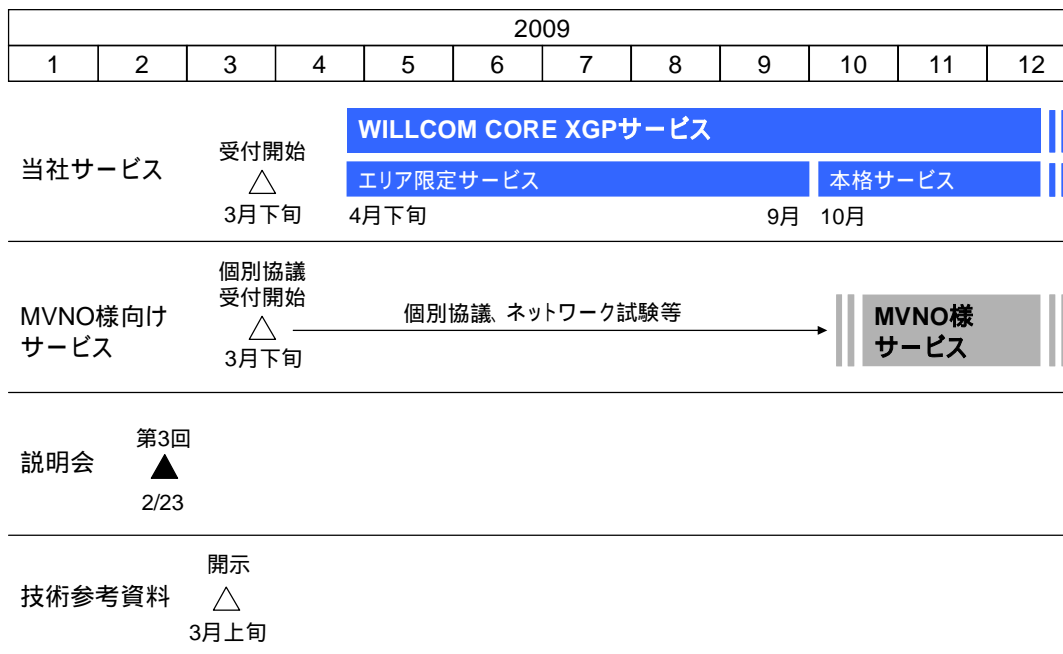 2009
1 2 3 4 5 6 7 8 9 10 11 12
WILLCOM CORE XGPサービス
当社サービス
受付開始
△
3月下旬
エリア限定サービス
本格サービス
4月下旬
9月
10月
MVNO様向け
サービス
個別協議
受付開始
△
3月下旬
個別協議、ネットワーク試験等
MVNO様
サービス
説明会
第3回
▲
2/23
技術参考資料
開示
△
3月上旬